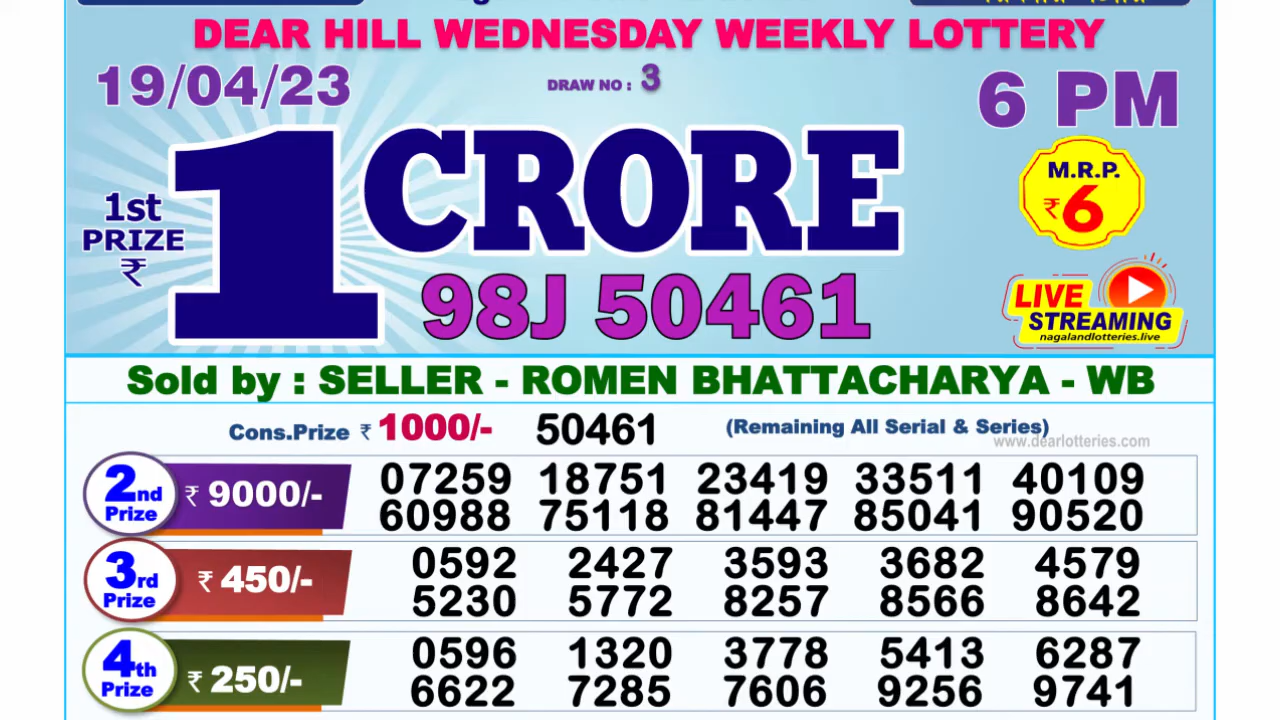 DEAR HILL WEDNESDAY WEEKLY LOTTERY
19/04/23
DRAW NO : 3
6 PM
1st PRIZE ₹ 1 CRORE
M.R.P. ₹6
98J 50461
LIVE STREAMING
nagalandlotteries.live
Sold by : SELLER - ROMEN BHATTACHARYA - WB
Cons.Prize ₹ 1000/- 50461 (Remaining All Serial & Series)
www.dearlotteries.com
2nd Prize ₹ 9000/-
07259 18751 23419 33511 40109
60988 75118 81447 85041 90520
3rd Prize ₹ 450/-
0592 2427 3593 3682 4579
5230 5772 8257 8566 8642
4th Prize ₹ 250/-
0596 1320 3778 5413 6287
6622 7285 7606 9256 9741